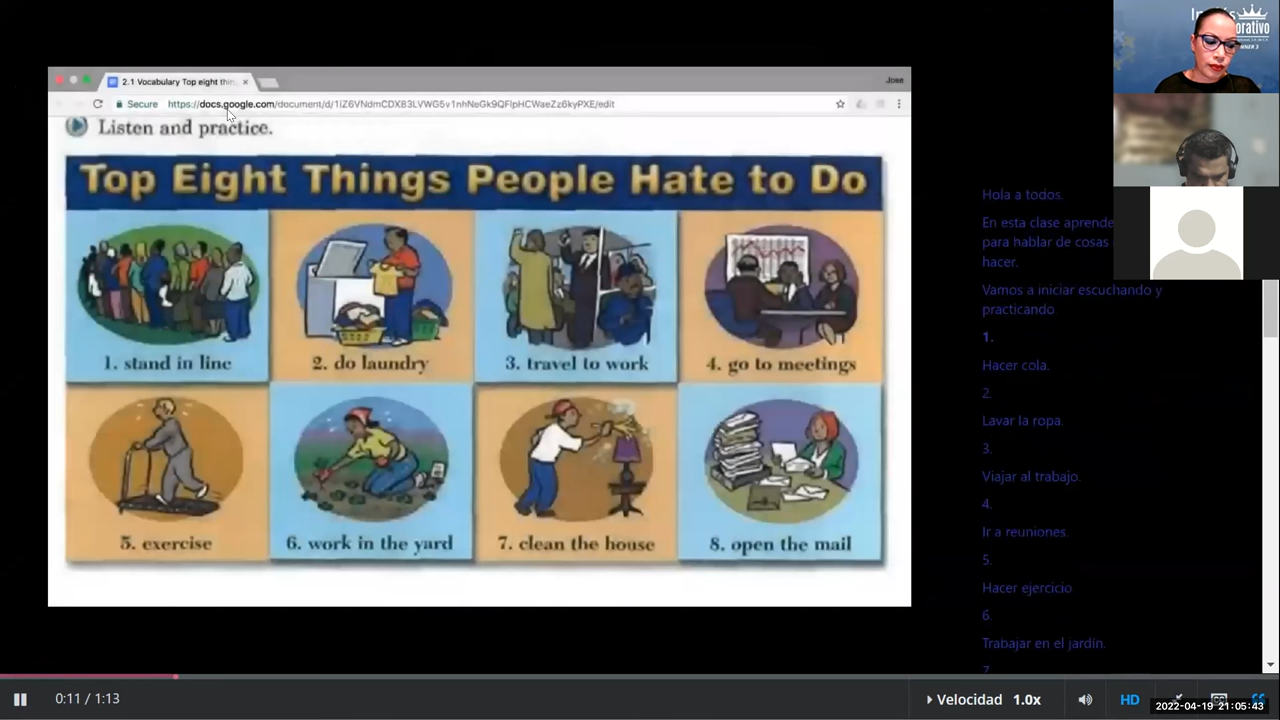 2.1 Vocabulary Top eight thin
Jose
Secure
https://docs.google.com/document/d/1iZ6VNdmCDX83LVWG5v1nhNeGk9QFlpHCWaeZz6kyPXE/edit
Listen and practice.
Top Eight Things People Hate to Do
1. stand in line
2. do laundry
3. travel to work
4. go to meetings
5. exercise
6. work in the yard
7. clean the house
8. open the mail
Hola a todos.
En esta clase aprende
para hablar de cosas
hacer.
Vamos a iniciar escuchando y
practicando
1.
Hacer cola.
2.
Lavar la ropa.
3.
Viajar al trabajo.
4.
Ir a reuniones.
5.
Hacer ejercicio
6.
Trabajar en el jardín.
7.
0:11 / 1:13
Velocidad 1.0x
HD
2022-04-19 21:05:43